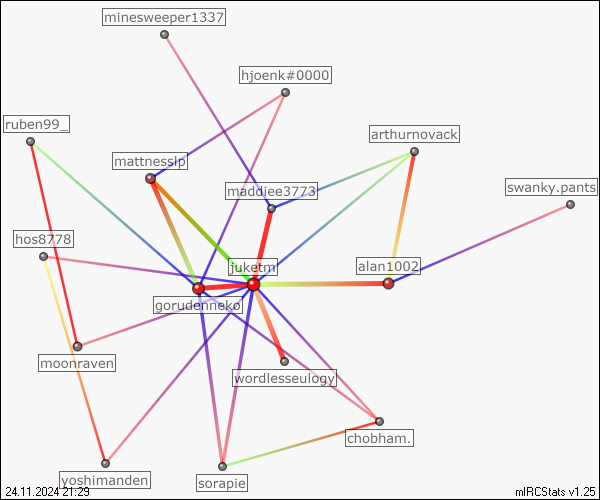 minesweeper1337
hjoenk#0000
ruben99_
arthurnovack
mattnesslp
maddiee3773
swanky.pants
hos8778
juketm
alan1002
gorudenneko
moonraven
wordlesseulogy
chobham.
yoshimanden
sorapie
24.11.2024 21:29
mIRCStats v1.25